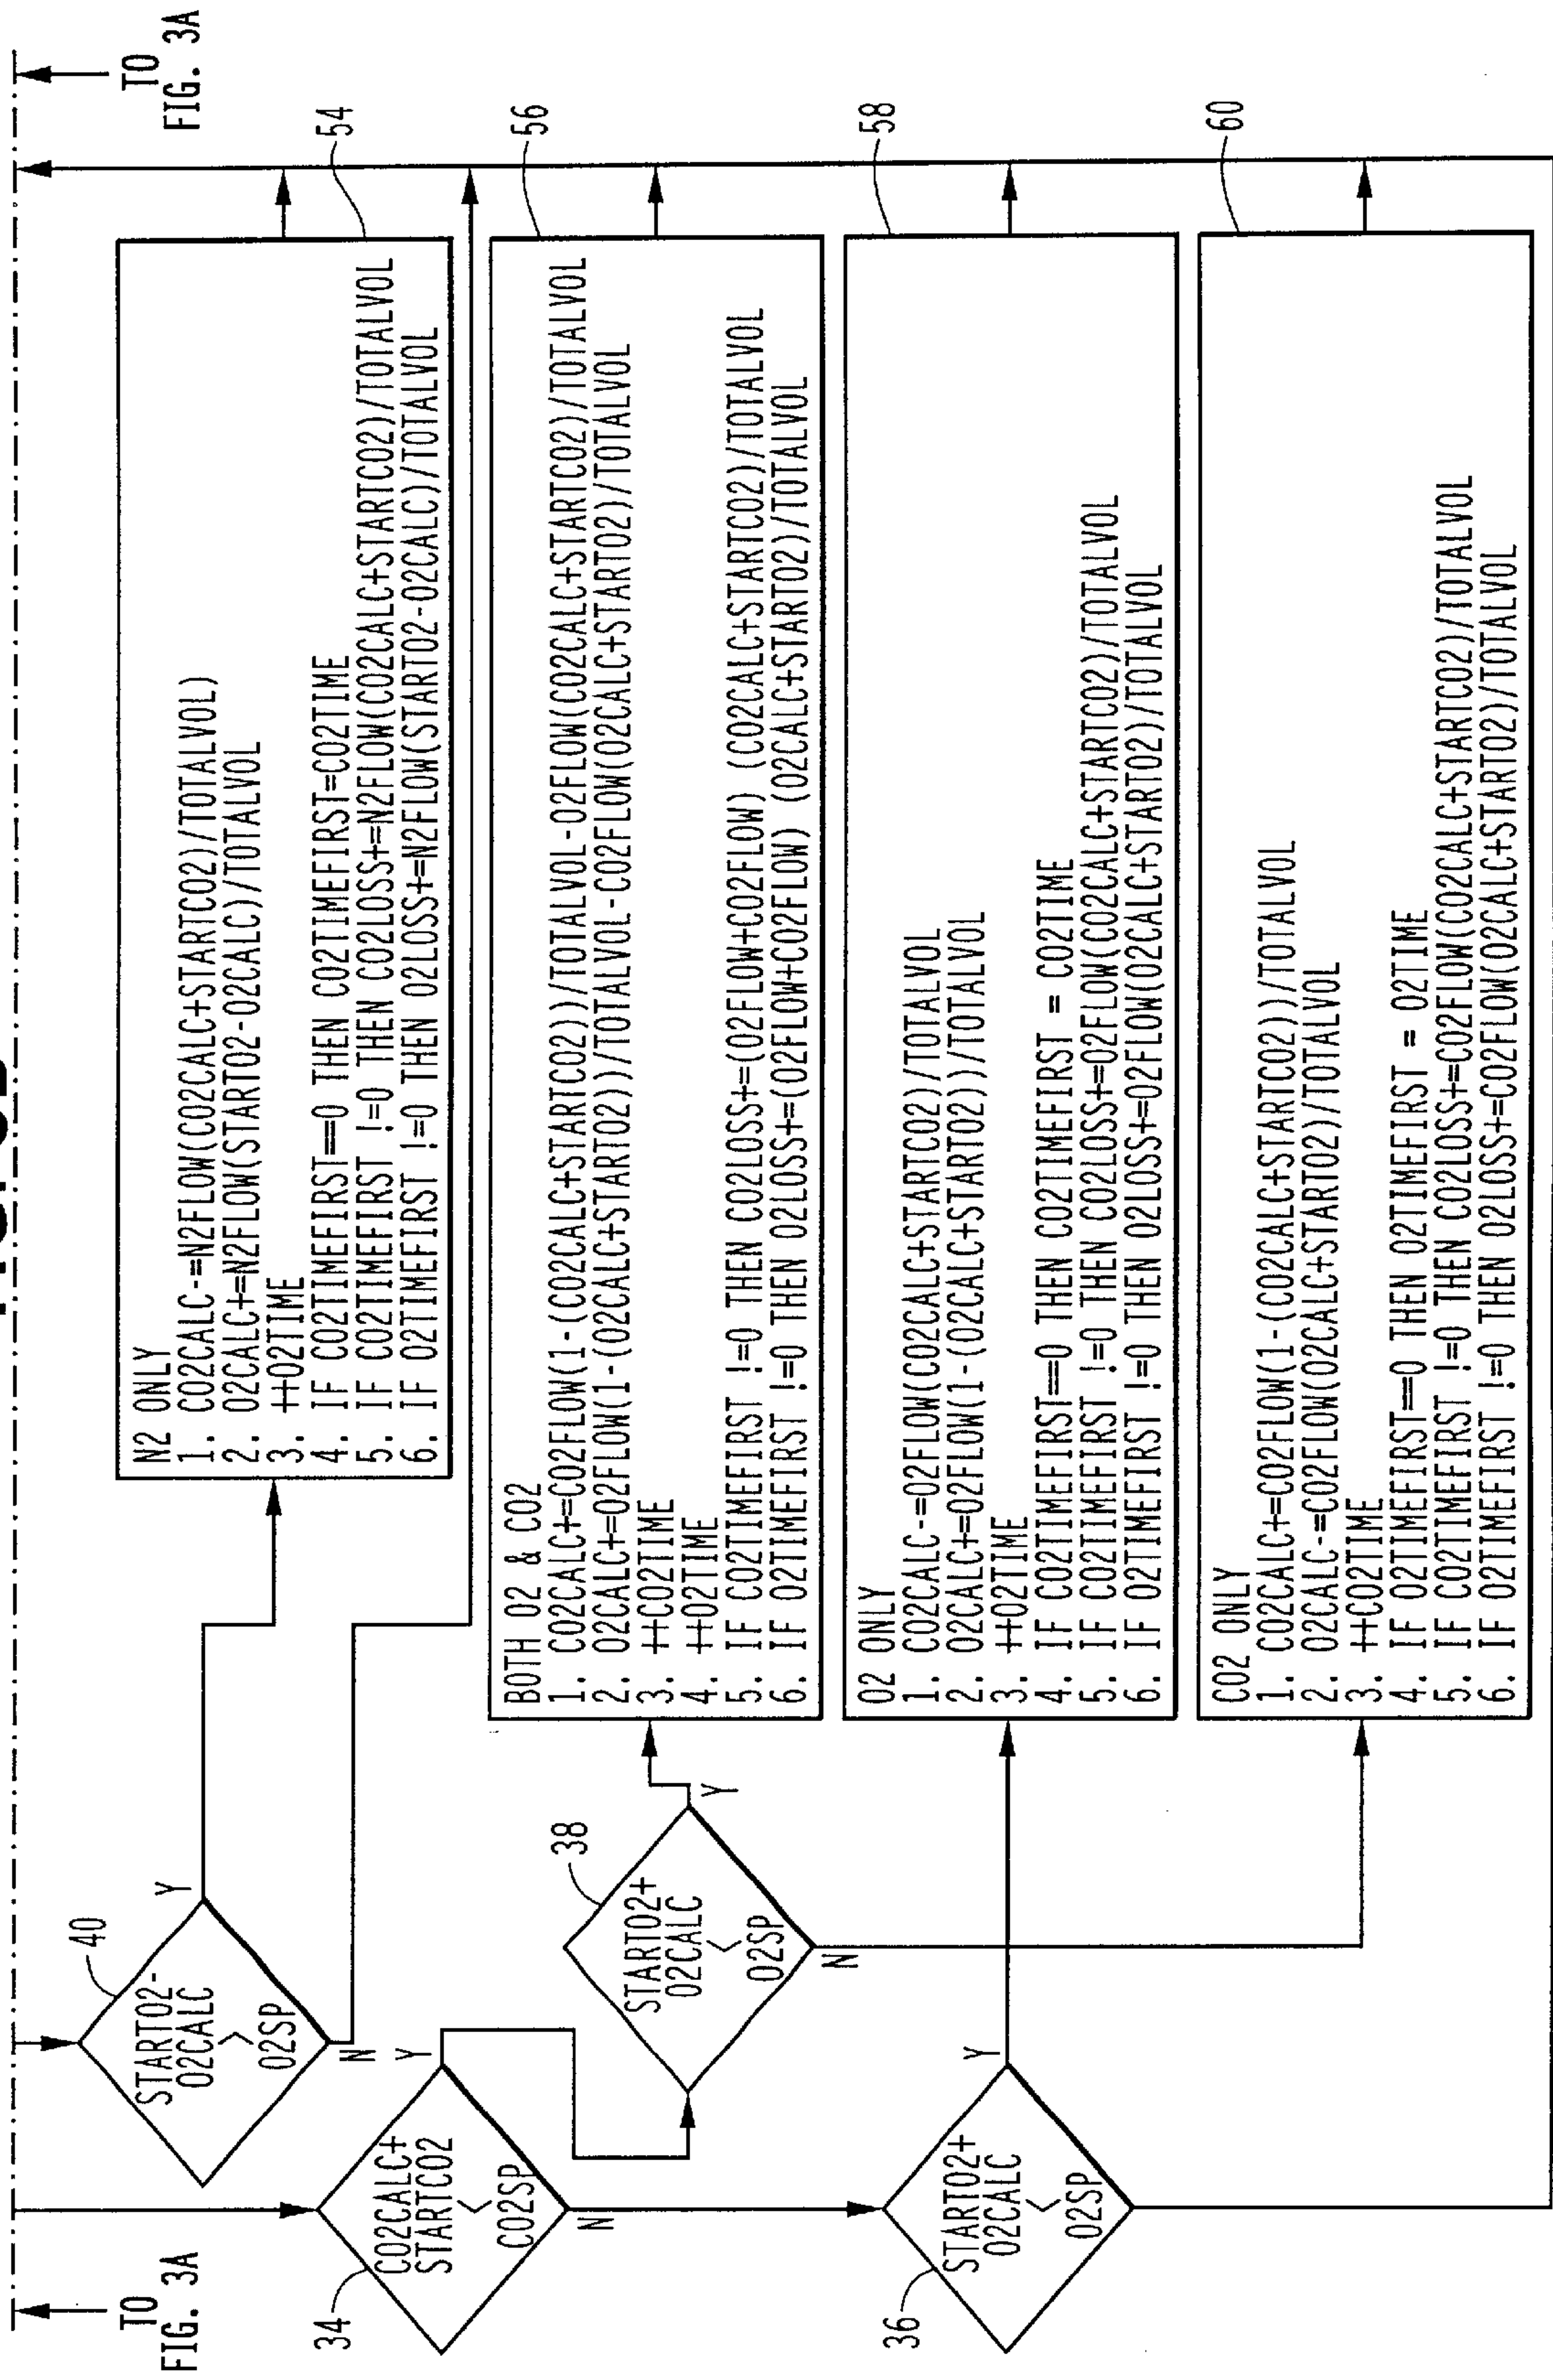 TO
FIG. 3A
TO
FIG. 3A
40
STARTO2-
O2CALC
>
O2SP
Y
N
N2 ONLY
1. CO2CALC-=N2FLOW(CO2CALC+STARTCO2)/TOTALVOL)
2. O2CALC+=N2FLOW(STARTO2-O2CALC)/TOTALVOL
3. ++O2TIME
4. IF CO2TIMEFIRST==0 THEN CO2TIMEFIRST=CO2TIME
5. IF CO2TIMEFIRST !=0 THEN CO2LOSS+=N2FLOW(CO2CALC+STARTCO2)/TOTALVOL
6. IF O2TIMEFIRST !=0 THEN O2LOSS+=N2FLOW(STARTO2-O2CALC)/TOTALVOL
54
34
CO2CALC+
STARTCO2
<
CO2SP
Y
N
38
STARTO2+
O2CALC
<
O2SP
Y
N
BOTH O2 & CO2
1. CO2CALC+=CO2FLOW(1-(CO2CALC+STARTCO2))/TOTALVOL-O2FLOW(CO2CALC+STARTCO2)/TOTALVOL
2. O2CALC+=O2FLOW(1-(O2CALC+STARTO2))/TOTALVOL-CO2FLOW(O2CALC+STARTO2)/TOTALVOL
3. ++CO2TIME
4. ++O2TIME
5. IF CO2TIMEFIRST !=0 THEN CO2LOSS+=(O2FLOW+CO2FLOW) (CO2CALC+STARTCO2)/TOTALVOL
6. IF O2TIMEFIRST !=0 THEN O2LOSS+=(O2FLOW+CO2FLOW) (O2CALC+STARTO2)/TOTALVOL
56
36
STARTO2+
O2CALC
<
O2SP
Y
O2 ONLY
1. CO2CALC-=O2FLOW(CO2CALC+STARTCO2)/TOTALVOL
2. O2CALC+=O2FLOW(1-(O2CALC+STARTO2))/TOTALVOL
3. ++O2TIME
4. IF CO2TIMEFIRST==0 THEN CO2TIMEFIRST = CO2TIME
5. IF CO2TIMEFIRST !=0 THEN CO2LOSS+=O2FLOW(CO2CALC+STARTCO2)/TOTALVOL
6. IF O2TIMEFIRST !=0 THEN O2LOSS+=O2FLOW(O2CALC+STARTO2)/TOTALVOL
58
CO2 ONLY
1. CO2CALC+=CO2FLOW(1-(CO2CALC+STARTCO2))/TOTALVOL
2. O2CALC-=CO2FLOW(O2CALC+STARTO2)/TOTALVOL
3. ++CO2TIME
4. IF O2TIMEFIRST==0 THEN O2TIMEFIRST = O2TIME
5. IF CO2TIMEFIRST !=0 THEN CO2LOSS+=CO2FLOW(CO2CALC+STARTCO2)/TOTALVOL
6. IF O2TIMEFIRST !=0 THEN O2LOSS+=CO2FLOW(O2CALC+STARTO2)/TOTALVOL
60